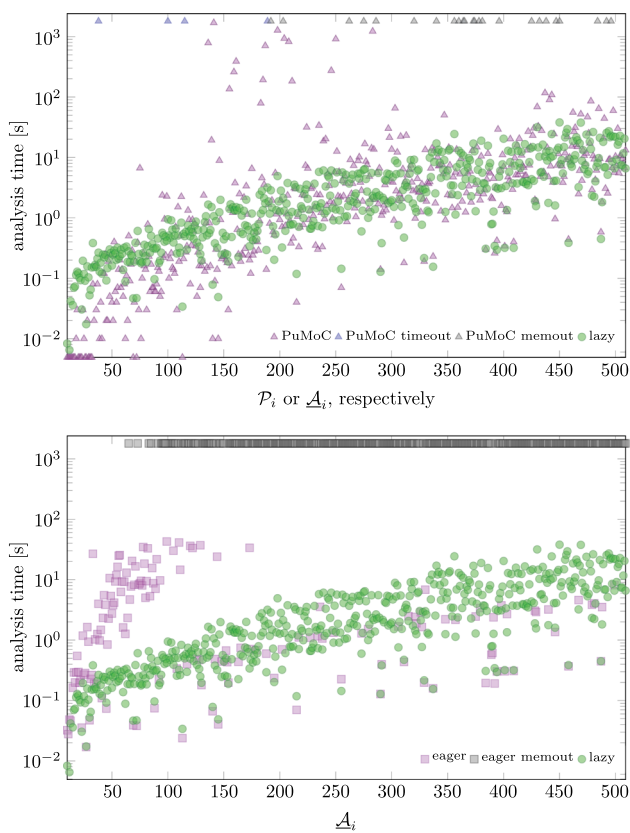 10³
10²
10¹
10⁰
10⁻¹
10⁻²
analysis time [s]
PuMoC PuMoC timeout PuMoC memout lazy
50 100 150 200 250 300 350 400 450 500
𝒫ᵢ or 𝒜ᵢ, respectively
10³
10²
10¹
10⁰
10⁻¹
10⁻²
analysis time [s]
eager eager memout lazy
50 100 150 200 250 300 350 400 450 500
𝒜ᵢ